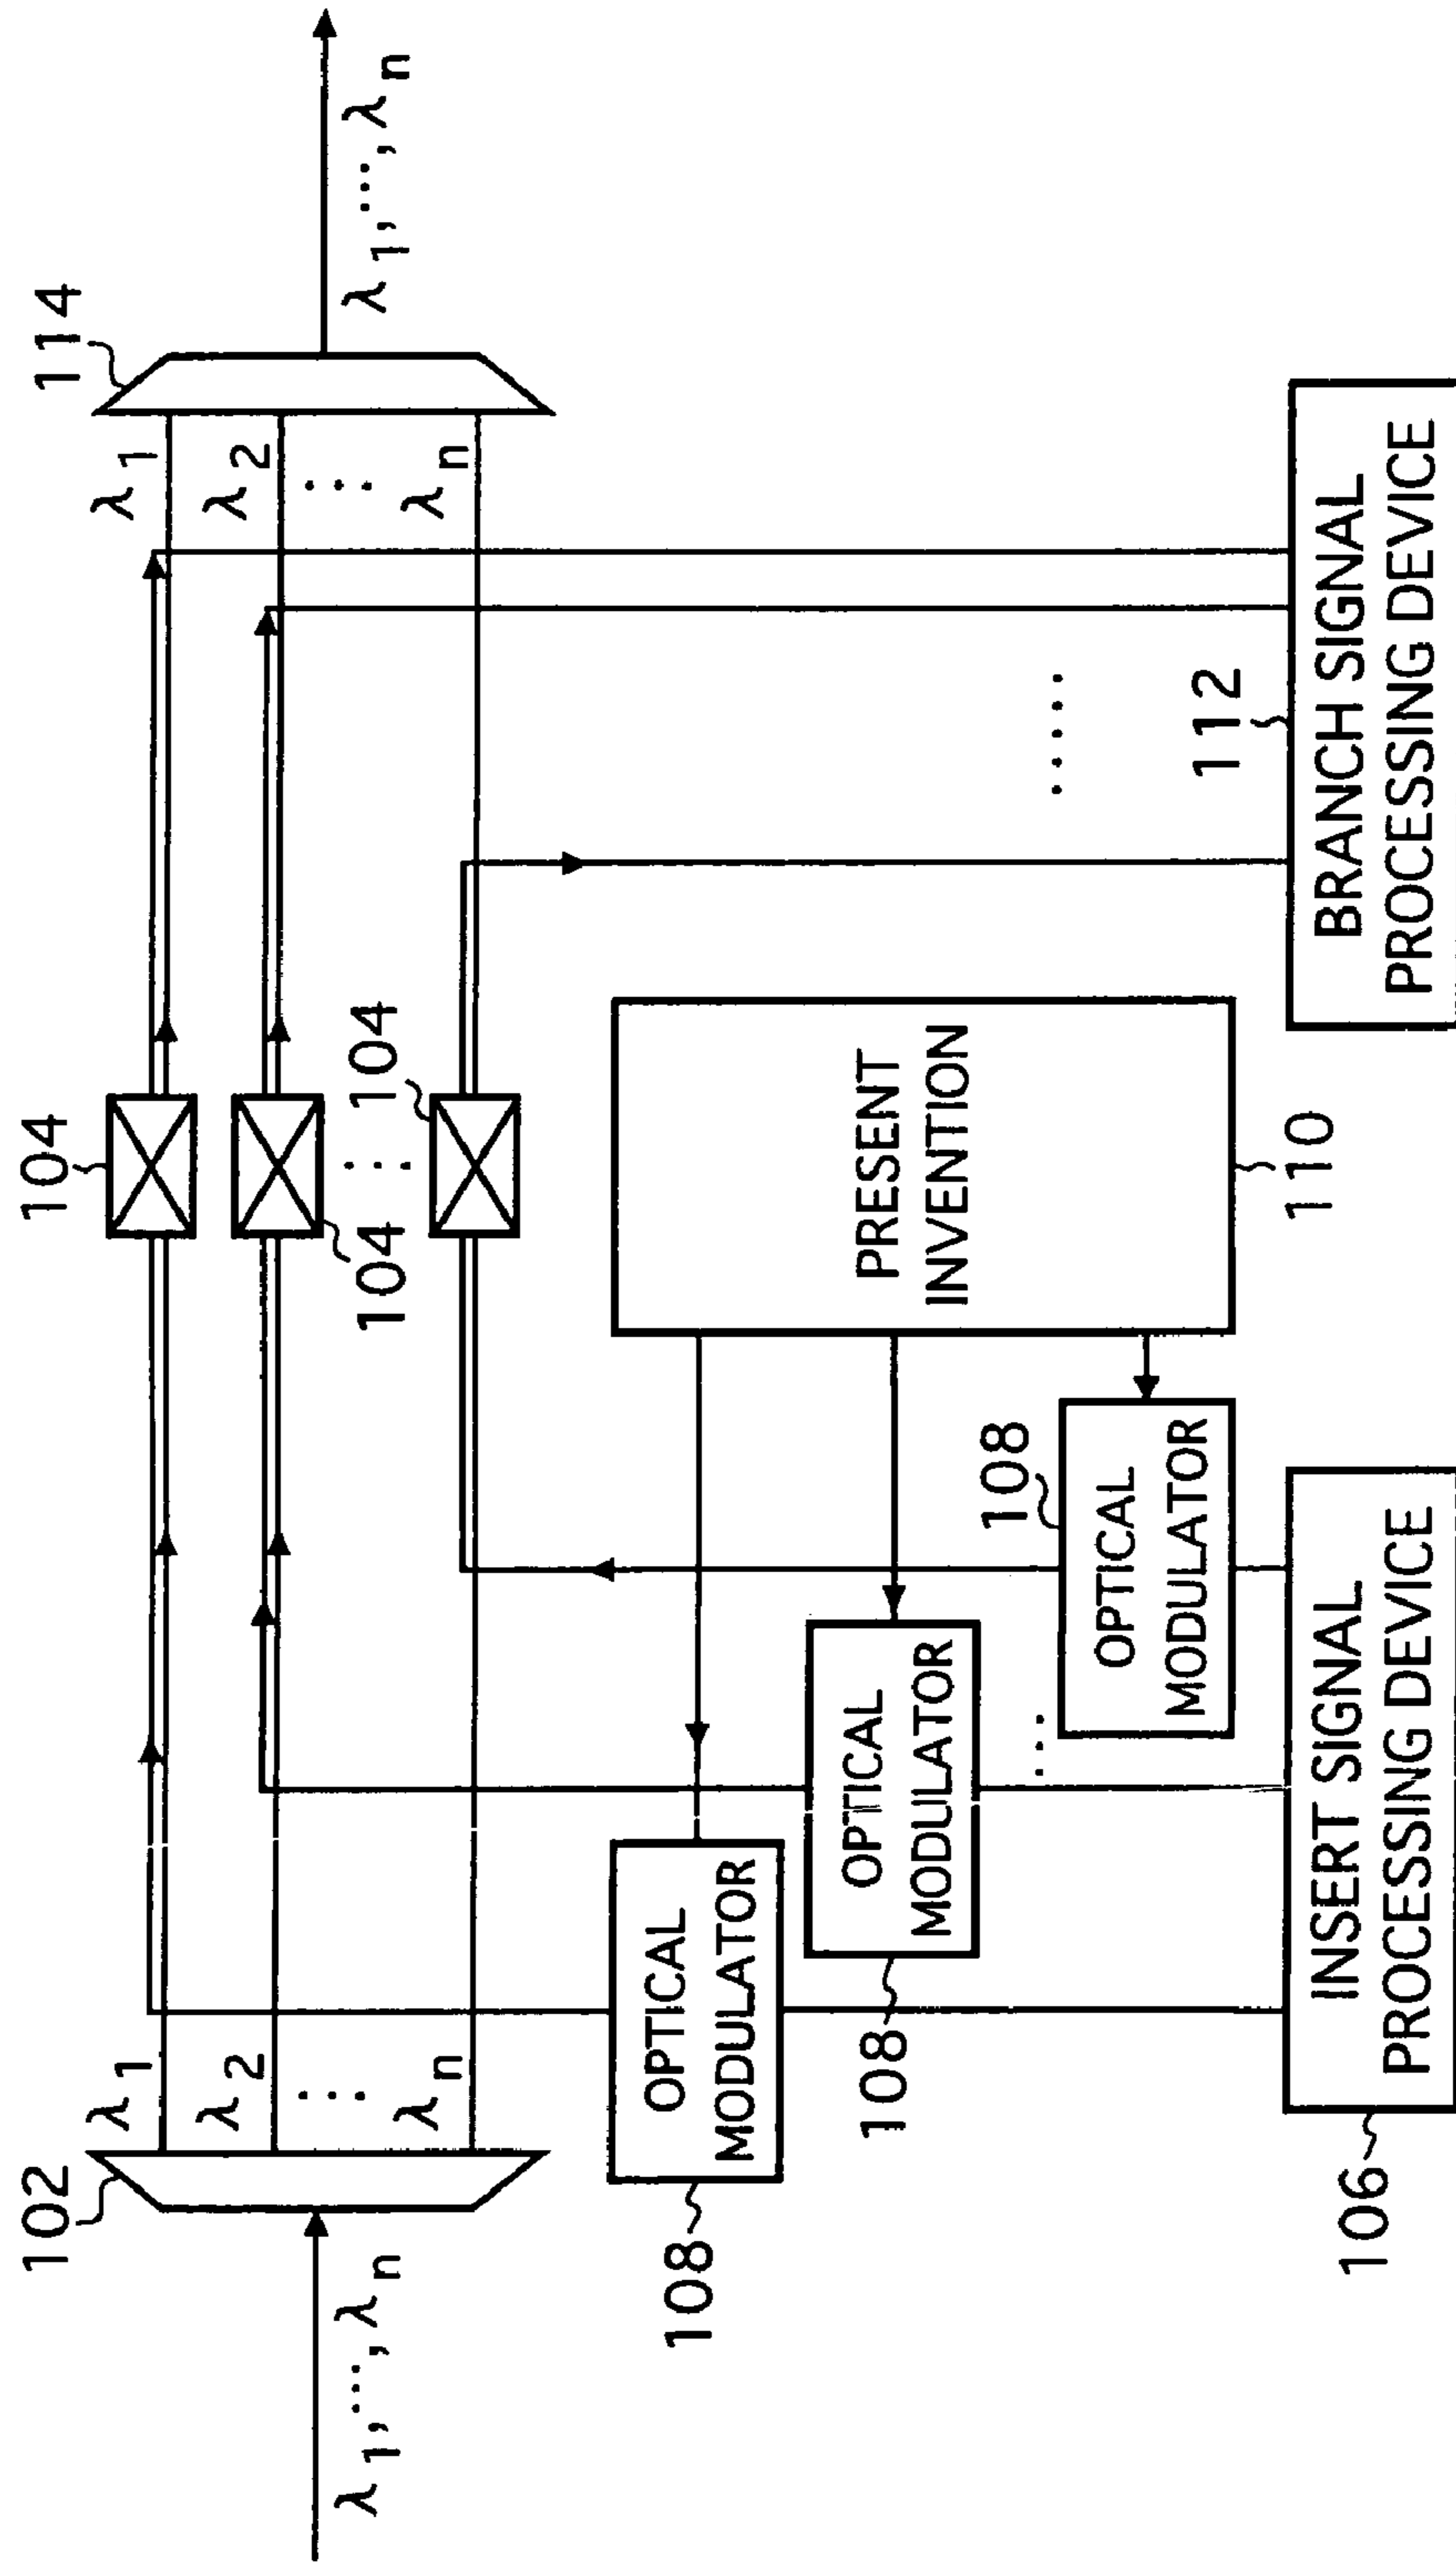 102
104
114
λ1
λ1
λ2
λ2
⋮
104
⋮
104
⋮
λn
λn
λ1,⋯,λn
λ1,⋯,λn
OPTICAL
MODULATOR
108
OPTICAL
MODULATOR
108
PRESENT
INVENTION
110
....
108
...
OPTICAL
MODULATOR
112
INSERT SIGNAL
PROCESSING DEVICE
106
BRANCH SIGNAL
PROCESSING DEVICE